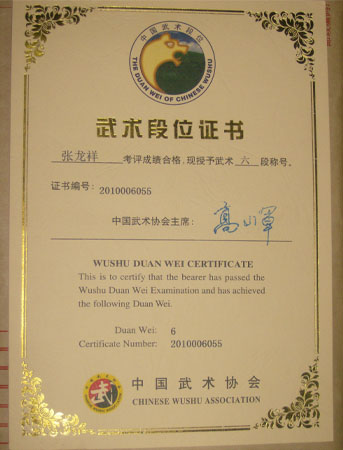 中国武术段位
THE DUAN WEI OF CHINESE WUSHU
武术段位证书
张龙祥 考评成绩合格,现授予武术 六 段称号。
证书编号: 2010006055
中国武术协会主席: 高小军
WUSHU DUAN WEI CERTIFICATE
This is to certify that the bearer has passed the
Wushu Duan Wei Examination and has achieved
the following Duan Wei.
Duan Wei: 6
Certificate Number: 2010006055
中国武术协会
CHINESE WUSHU ASSOCIATION